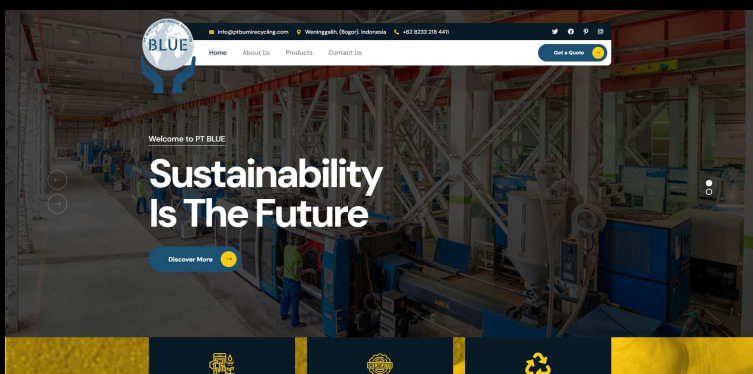 info@ptbumirecycling.com Weninggalih, (Bogor). Indonesia +62 8233 218 4411
BLUE
Home About Us Products Contact Us Get a Quote
Welcome to PT BLUE
Sustainability
Is The Future
Discover More